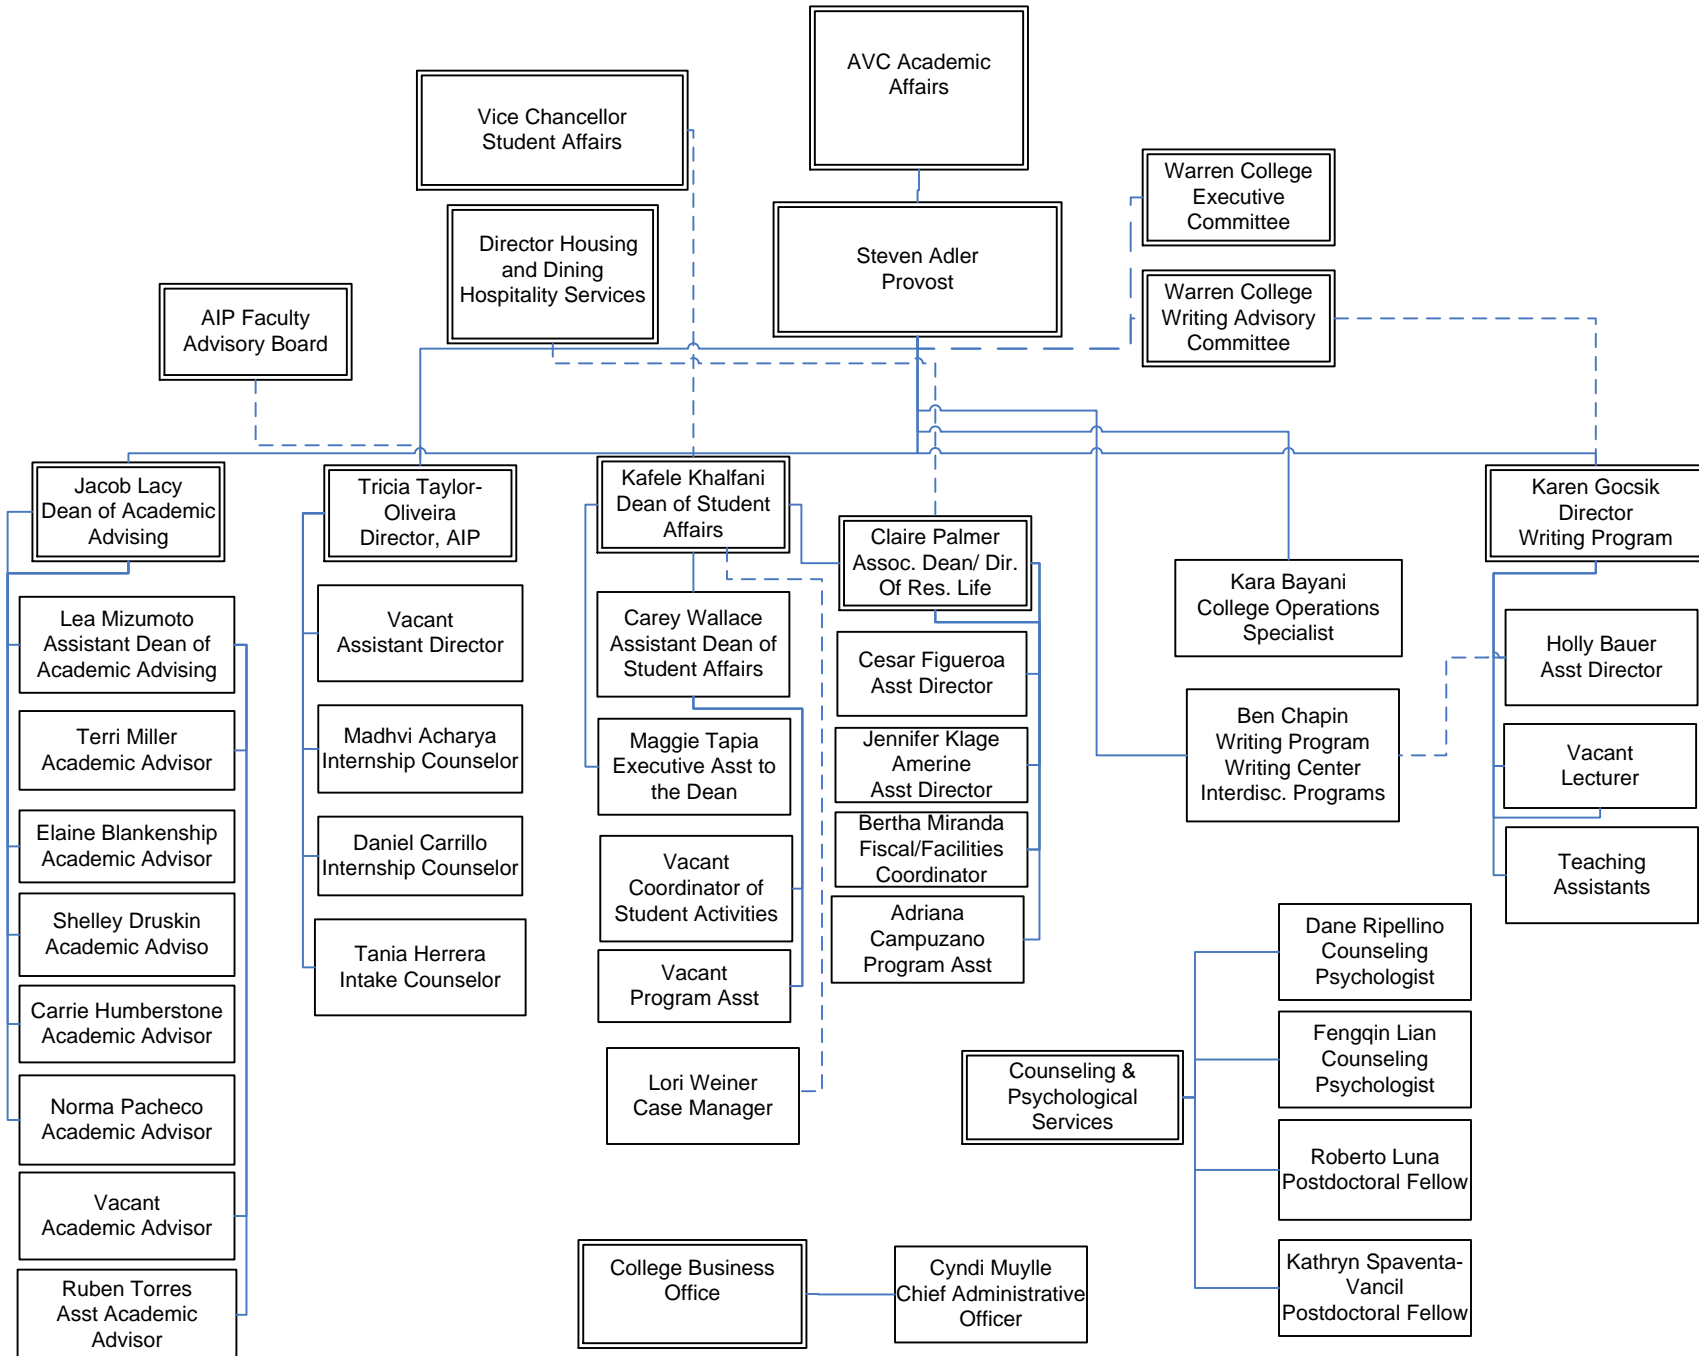 AVC Academic
Affairs
Vice Chancellor
Student Affairs
Warren College
Executive
Committee
Director Housing
and Dining
Hospitality Services
Steven Adler
Provost
Warren College
Writing Advisory
Committee
AIP Faculty
Advisory Board
Jacob Lacy
Dean of Academic
Advising
Tricia Taylor-
Oliveira
Director, AIP
Kafele Khalfani
Dean of Student
Affairs
Claire Palmer
Assoc. Dean/ Dir.
Of Res. Life
Karen Gocsik
Director
Writing Program
Kara Bayani
College Operations
Specialist
Lea Mizumoto
Assistant Dean of
Academic Advising
Terri Miller
Academic Advisor
Elaine Blankenship
Academic Advisor
Shelley Druskin
Academic Adviso
Carrie Humberstone
Academic Advisor
Norma Pacheco
Academic Advisor
Vacant
Academic Advisor
Ruben Torres
Asst Academic
Advisor
Vacant
Assistant Director
Madhvi Acharya
Internship Counselor
Daniel Carrillo
Internship Counselor
Tania Herrera
Intake Counselor
Carey Wallace
Assistant Dean of
Student Affairs
Maggie Tapia
Executive Asst to
the Dean
Vacant
Coordinator of
Student Activities
Vacant
Program Asst
Lori Weiner
Case Manager
Cesar Figueroa
Asst Director
Jennifer Klage
Amerine
Asst Director
Bertha Miranda
Fiscal/Facilities
Coordinator
Adriana
Campuzano
Program Asst
Ben Chapin
Writing Program
Writing Center
Interdisc. Programs
Holly Bauer
Asst Director
Vacant
Lecturer
Teaching
Assistants
Counseling &
Psychological
Services
Dane Ripellino
Counseling
Psychologist
Fengqin Lian
Counseling
Psychologist
Roberto Luna
Postdoctoral Fellow
Kathryn Spaventa-
Vancil
Postdoctoral Fellow
College Business
Office
Cyndi Muylle
Chief Administrative
Officer